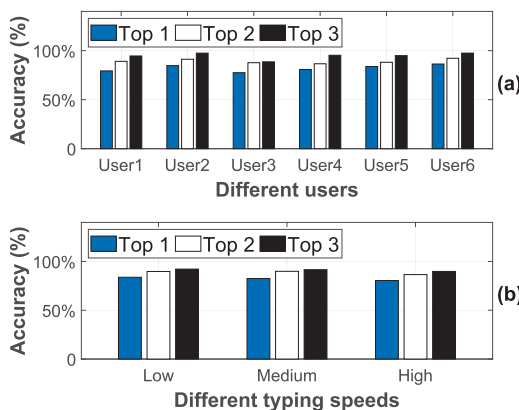 Accuracy (%)
Top 1 Top 2 Top 3
100%
50%
0
User1 User2 User3 User4 User5 User6
Different users
(a)
Accuracy (%)
Top 1 Top 2 Top 3
100%
50%
0
Low Medium High
Different typing speeds
(b)